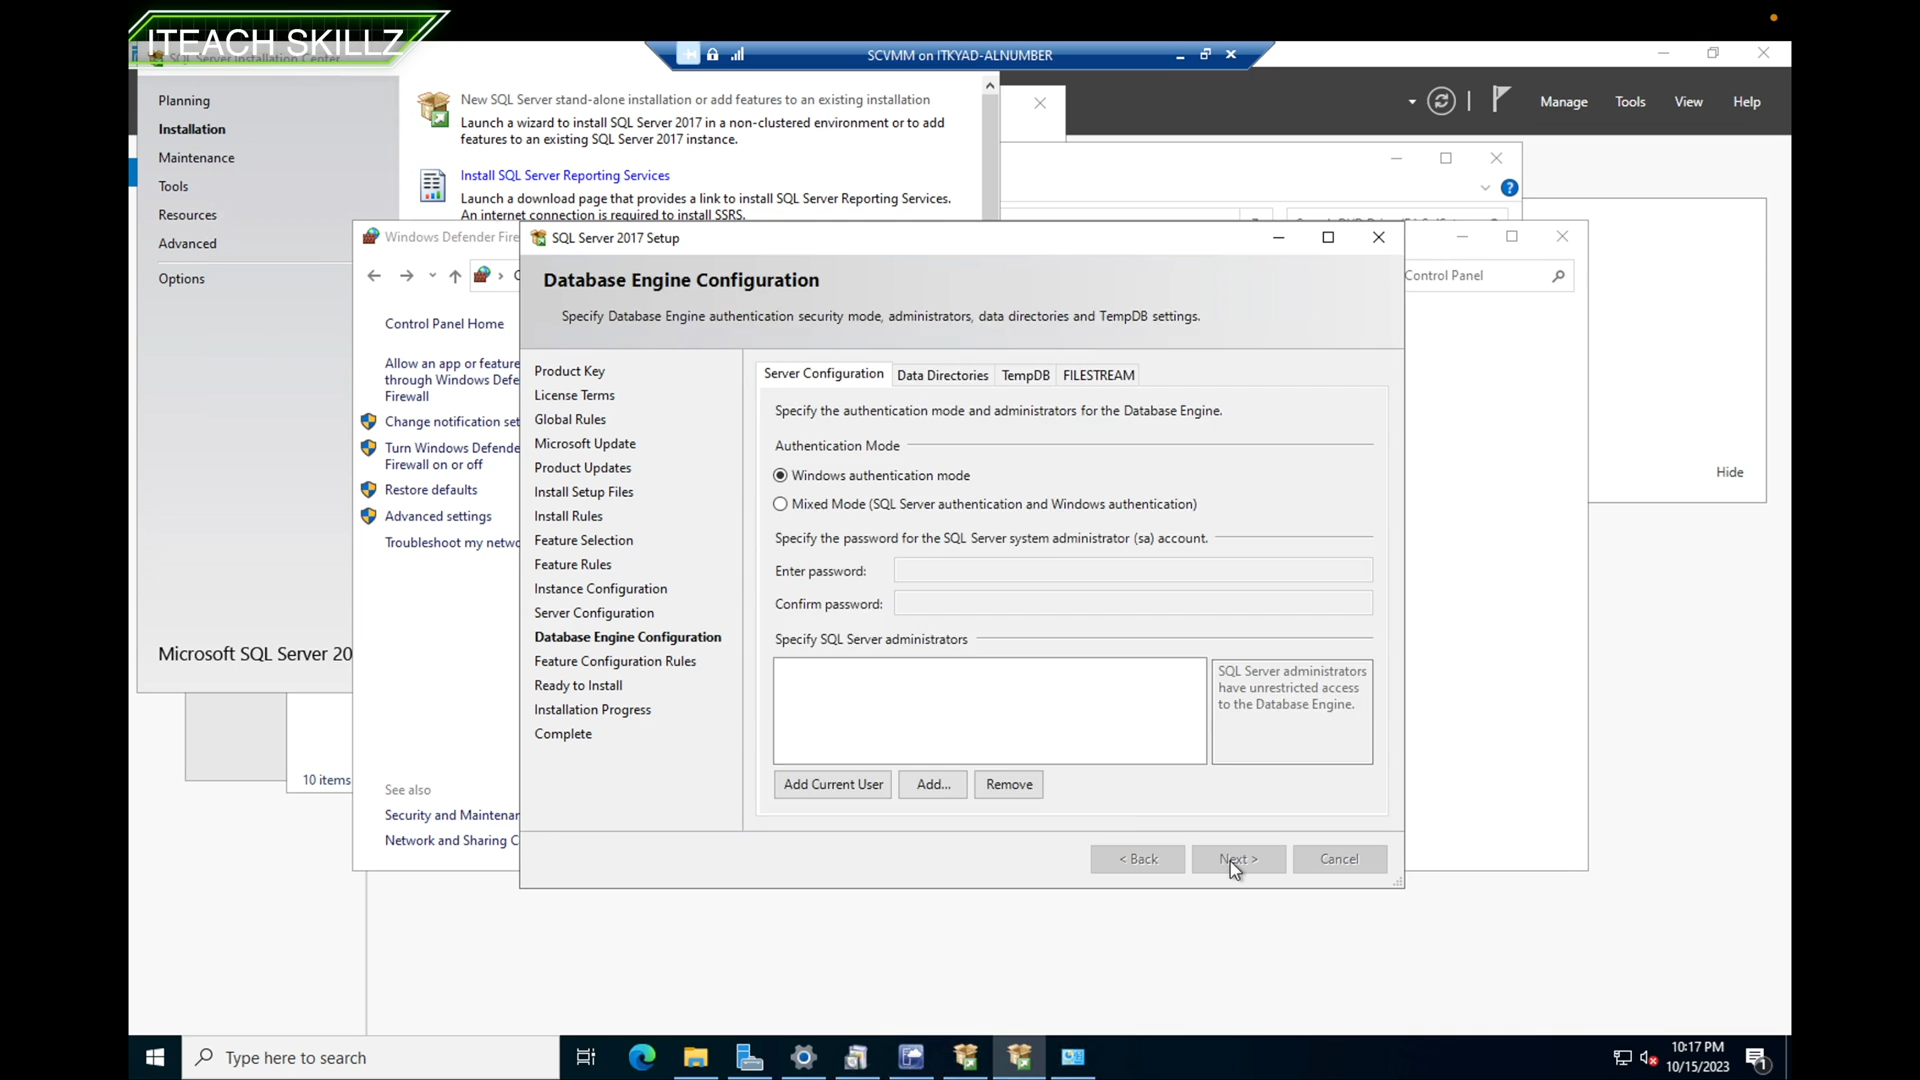 ITEACH SKILLZ
SQL Server Installation Center
SCVMM on ITKYAD-ALNUMBER
Manage
Tools
View
Help
Planning
Installation
Maintenance
Tools
Resources
Advanced
Options
New SQL Server stand-alone installation or add features to an existing installation
Launch a wizard to install SQL Server 2017 in a non-clustered environment or to add
features to an existing SQL Server 2017 instance.
Install SQL Server Reporting Services
Launch a download page that provides a link to install SQL Server Reporting Services.
An internet connection is required to install SSRS.
Microsoft SQL Server 20
10 items
Windows Defender Fire
Control Panel
Control Panel Home
Allow an app or feature
through Windows Defe
Firewall
Change notification set
Turn Windows Defende
Firewall on or off
Restore defaults
Advanced settings
Troubleshoot my netwo
See also
Security and Maintenan
Network and Sharing C
Hide
SQL Server 2017 Setup
Database Engine Configuration
Specify Database Engine authentication security mode, administrators, data directories and TempDB settings.
Product Key
License Terms
Global Rules
Microsoft Update
Product Updates
Install Setup Files
Install Rules
Feature Selection
Feature Rules
Instance Configuration
Server Configuration
Database Engine Configuration
Feature Configuration Rules
Ready to Install
Installation Progress
Complete
Server Configuration
Data Directories
TempDB
FILESTREAM
Specify the authentication mode and administrators for the Database Engine.
Authentication Mode
Windows authentication mode
Mixed Mode (SQL Server authentication and Windows authentication)
Specify the password for the SQL Server system administrator (sa) account.
Enter password:
Confirm password:
Specify SQL Server administrators
SQL Server administrators
have unrestricted access
to the Database Engine.
Add Current User
Add...
Remove
< Back
Next >
Cancel
Type here to search
10:17 PM
10/15/2023
1